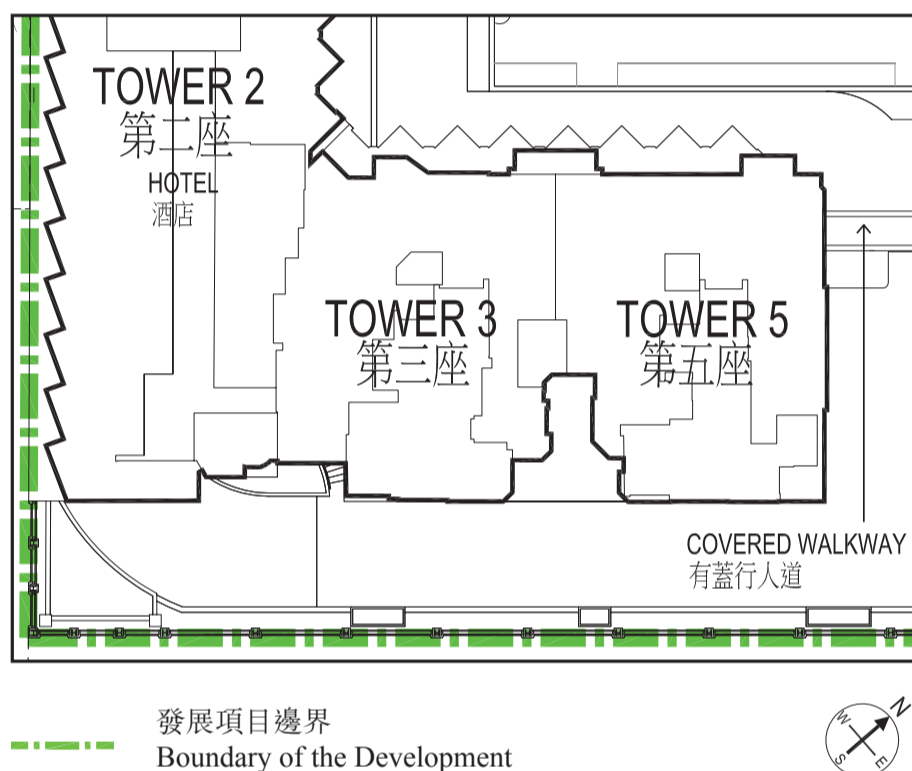 TOWER 2
第二座
HOTEL
酒店
TOWER 3
第三座
TOWER 5
第五座
COVERED WALKWAY
有蓋行人道
發展項目邊界
Boundary of the Development
N
W
S
E